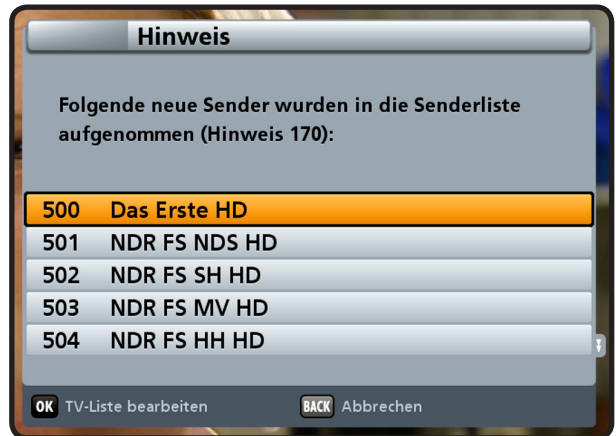 Hinweis
Folgende neue Sender wurden in die Senderliste
aufgenommen (Hinweis 170):
500 Das Erste HD
501 NDR FS NDS HD
502 NDR FS SH HD
503 NDR FS MV HD
504 NDR FS HH HD
OK TV-Liste bearbeiten BACK Abbrechen